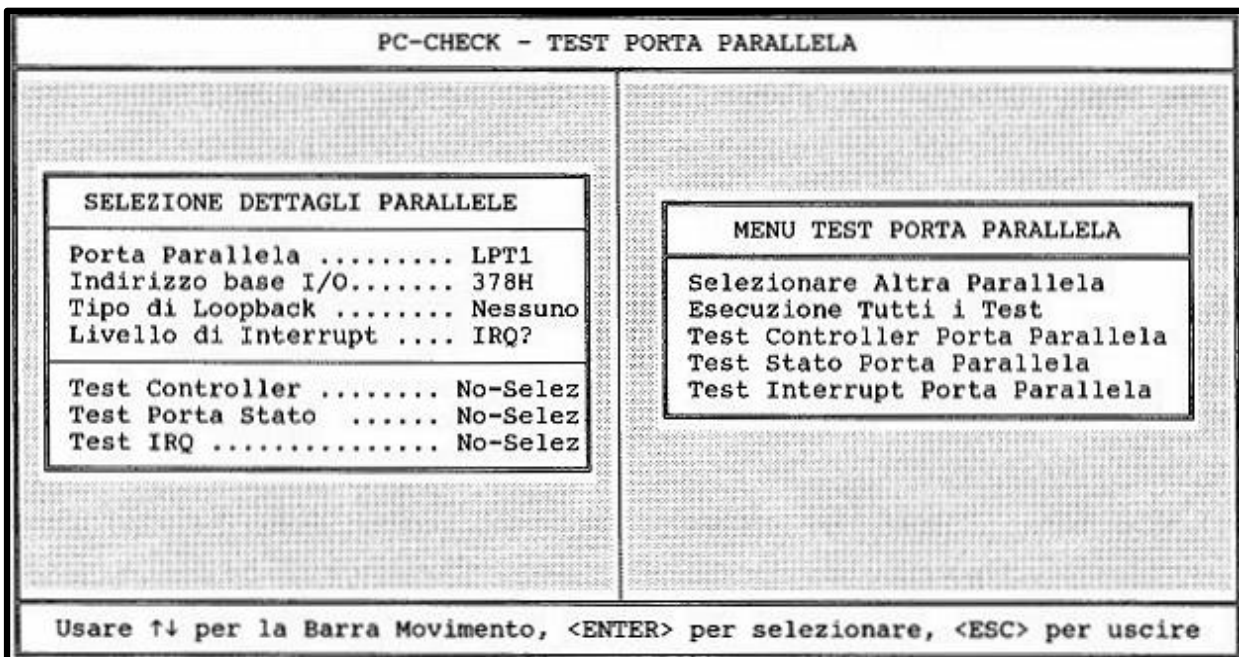 PC-CHECK - TEST PORTA PARALLELA
SELEZIONE DETTAGLI PARALLELE
Porta Parallela ......... LPT1
Indirizzo base I/O....... 378H
Tipo di Loopback ........ Nessuno
Livello di Interrupt .... IRQ?
Test Controller ........ No-Selez
Test Porta Stato ...... No-Selez
Test IRQ ............... No-Selez
MENU TEST PORTA PARALLELA
Selezionare Altra Parallela
Esecuzione Tutti i Test
Test Controller Porta Parallela
Test Stato Porta Parallela
Test Interrupt Porta Parallela
Usare ↑↓ per la Barra Movimento, <ENTER> per selezionare, <ESC> per uscire